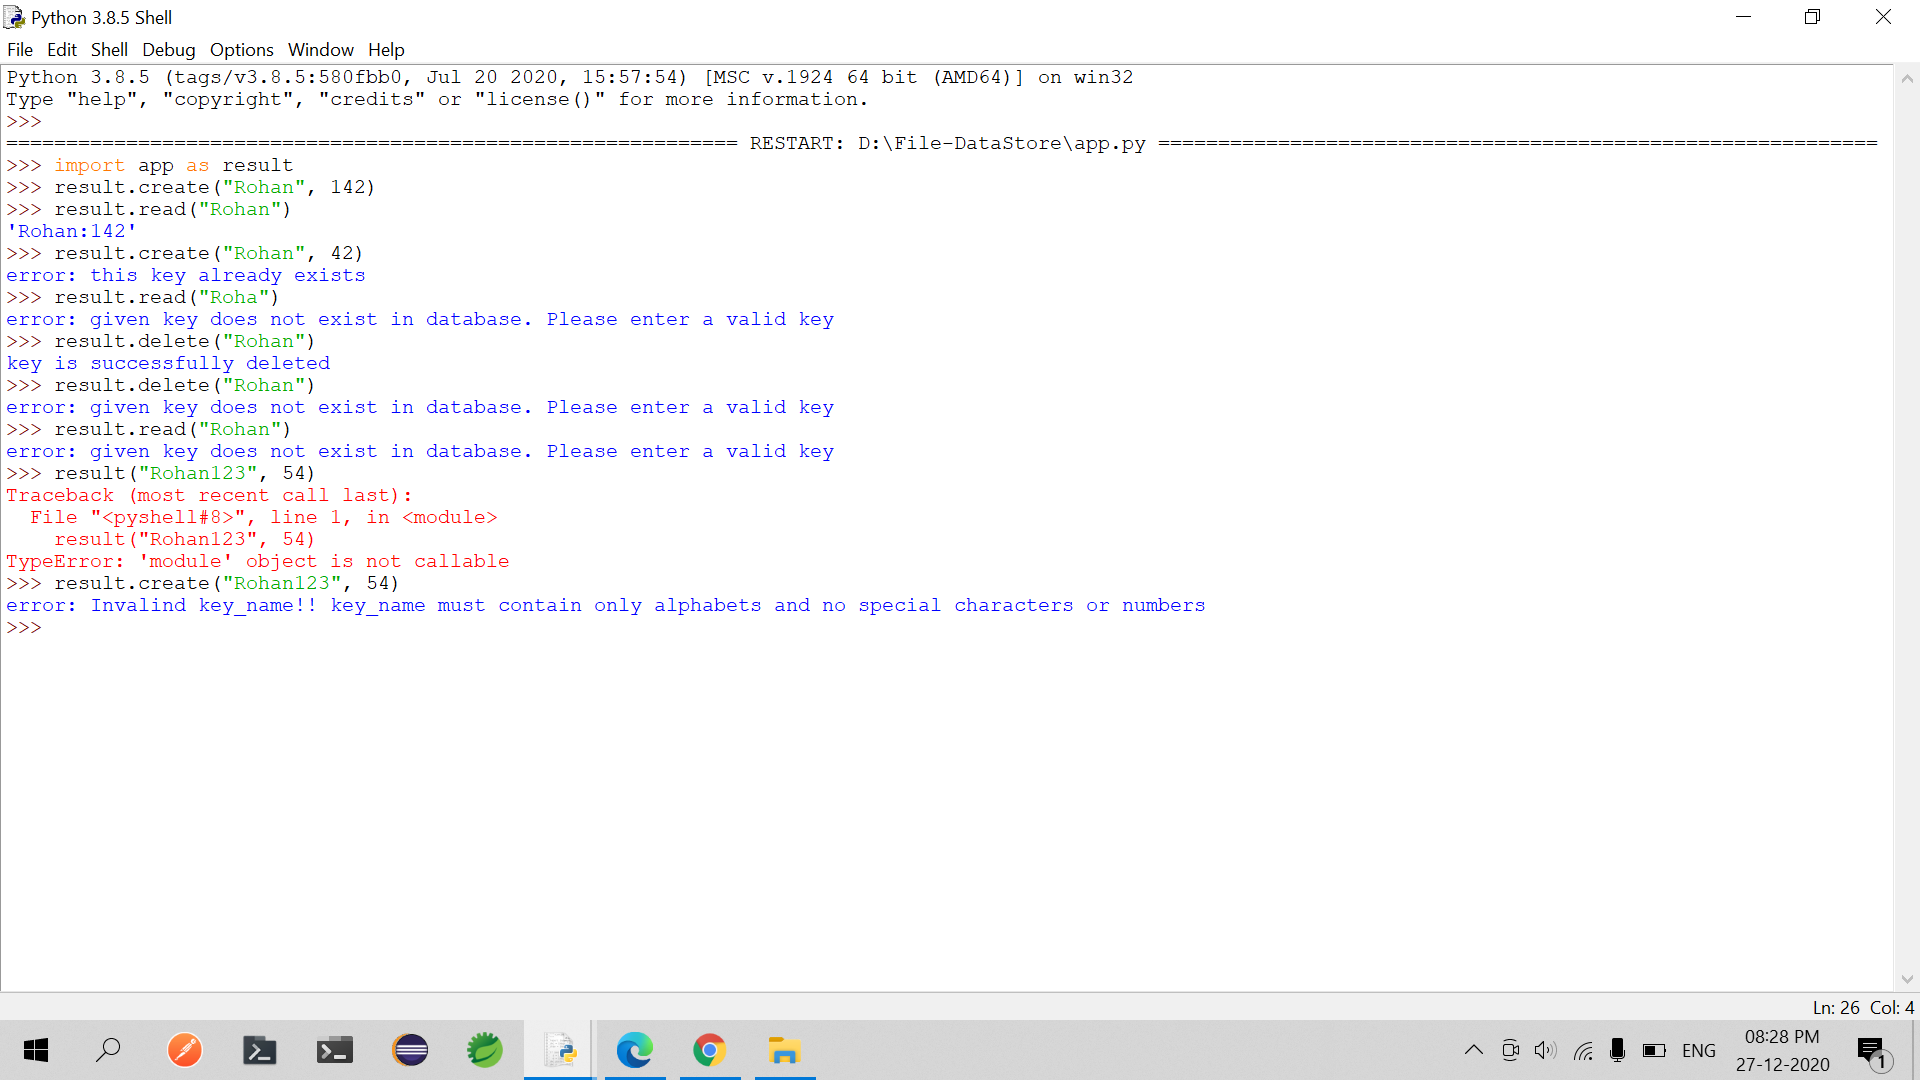 Python 3.8.5 Shell
File Edit Shell Debug Options Window Help
Python 3.8.5 (tags/v3.8.5:580fbb0, Jul 20 2020, 15:57:54) [MSC v.1924 64 bit (AMD64)] on win32
Type "help", "copyright", "credits" or "license()" for more information.
>>>
============================================================= RESTART: D:\File-DataStore\app.py ============================================================
>>> import app as result
>>> result.create("Rohan", 142)
>>> result.read("Rohan")
'Rohan:142'
>>> result.create("Rohan", 42)
error: this key already exists
>>> result.read("Roha")
error: given key does not exist in database. Please enter a valid key
>>> result.delete("Rohan")
key is successfully deleted
>>> result.delete("Rohan")
error: given key does not exist in database. Please enter a valid key
>>> result.read("Rohan")
error: given key does not exist in database. Please enter a valid key
>>> result("Rohan123", 54)
Traceback (most recent call last):
  File "<pyshell#8>", line 1, in <module>
    result("Rohan123", 54)
TypeError: 'module' object is not callable
>>> result.create("Rohan123", 54)
error: Invalind key_name!! key_name must contain only alphabets and no special characters or numbers
>>>
Ln: 26 Col: 4
ENG
08:28 PM
27-12-2020
1